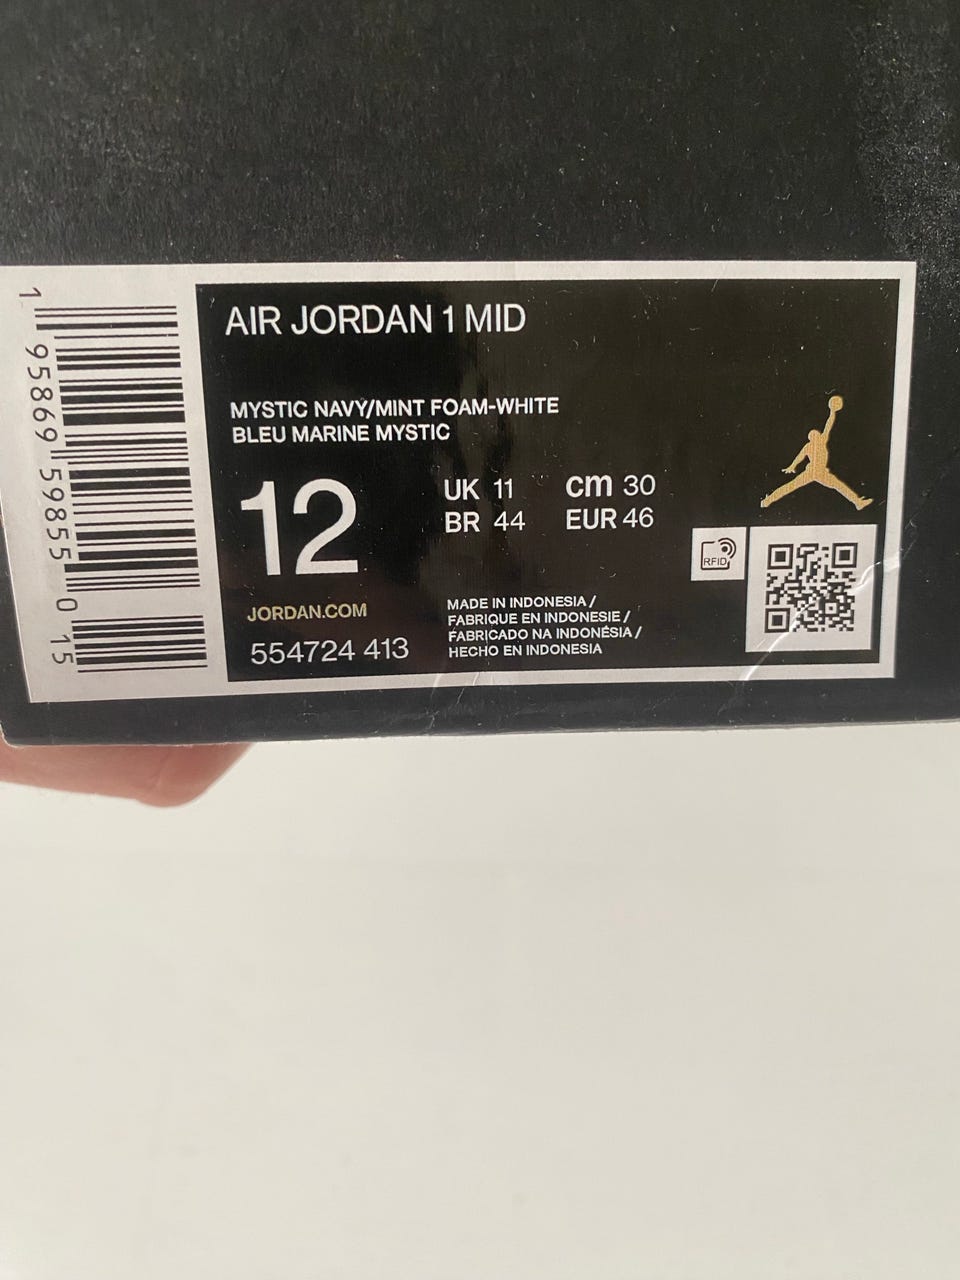 AIR JORDAN 1 MID
MYSTIC NAVY/MINT FOAM-WHITE
BLEU MARINE MYSTIC
12
UK 11
cm 30
BR 44
EUR 46
RFID
JORDAN.COM
554724 413
MADE IN INDONESIA /
FABRIQUE EN INDONESIE /
FABRICADO NA INDONÉSIA /
HECHO EN INDONESIA
1 95869 59855 0 15